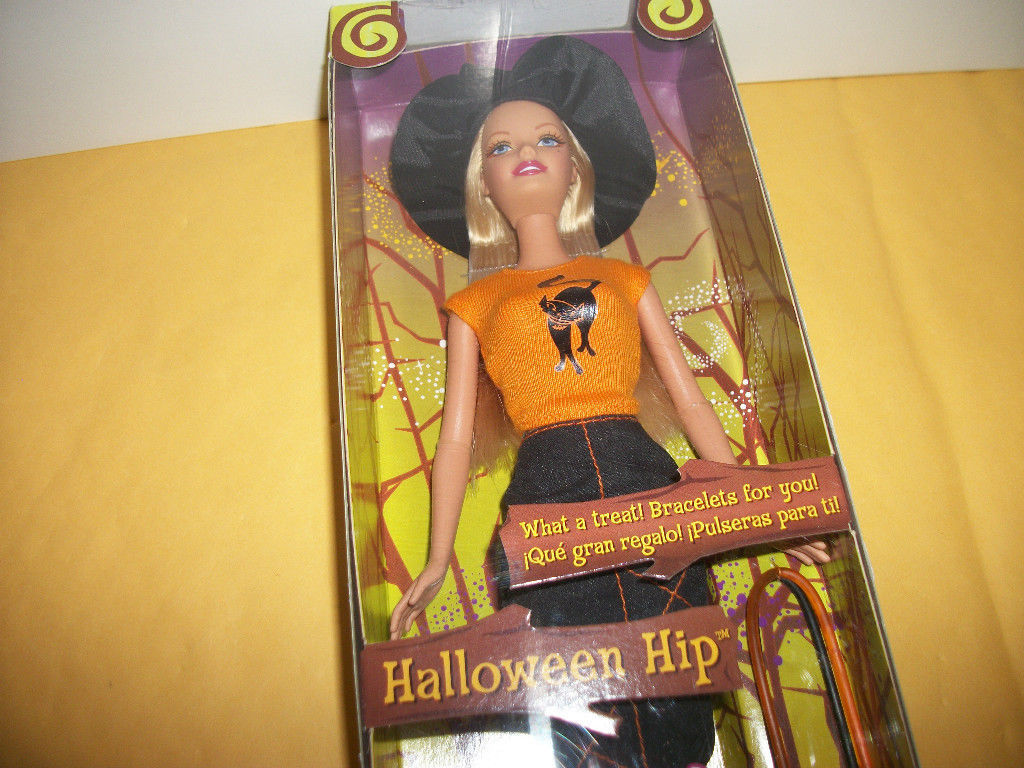 What a treat! Bracelets for you!
¡Qué gran regalo! ¡Pulseras para ti!
Halloween Hip™